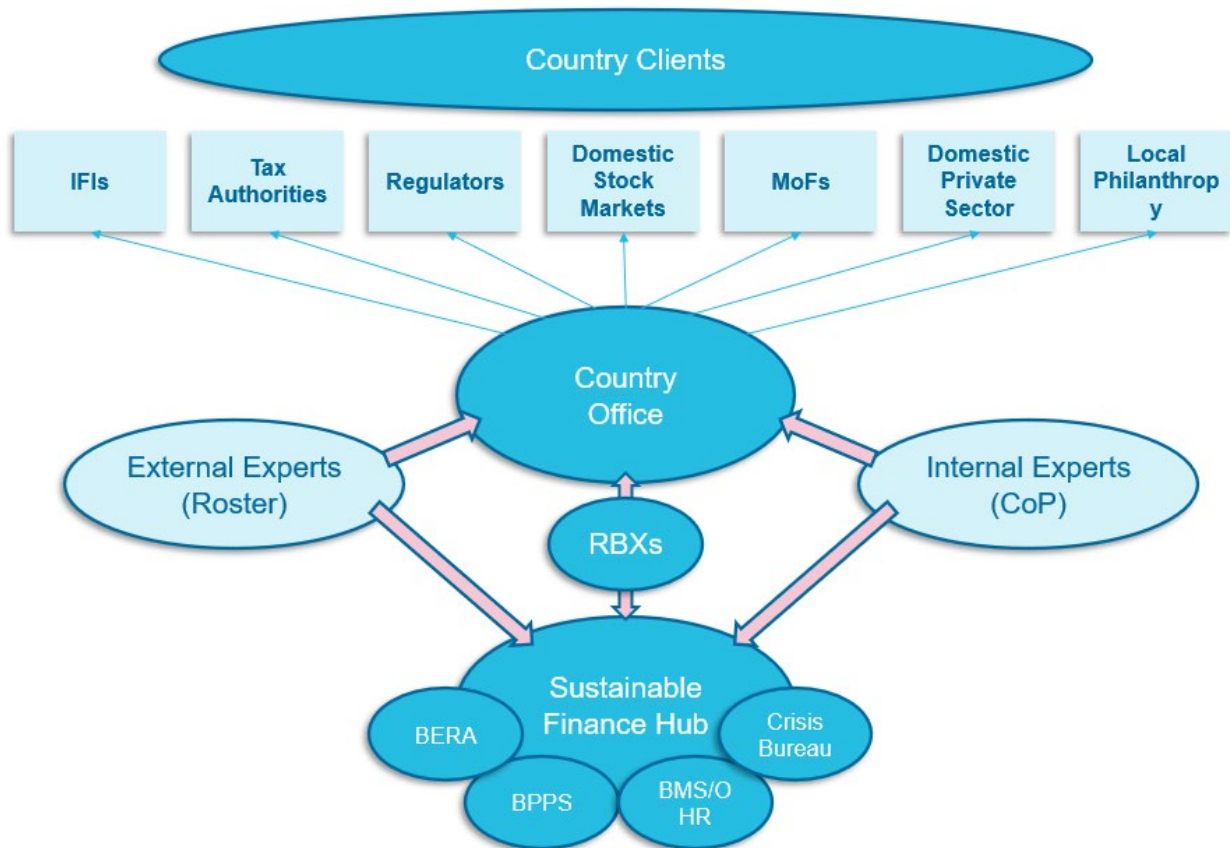 Country Clients
IFIs
Tax
Authorities
Regulators
Domestic
Stock
Markets
MoFs
Domestic
Private
Sector
Local
Philanthrop
y
Country
Office
External Experts
(Roster)
Internal Experts
(CoP)
RBXs
Sustainable
Finance Hub
BERA
Crisis
Bureau
BPPS
BMS/O
HR